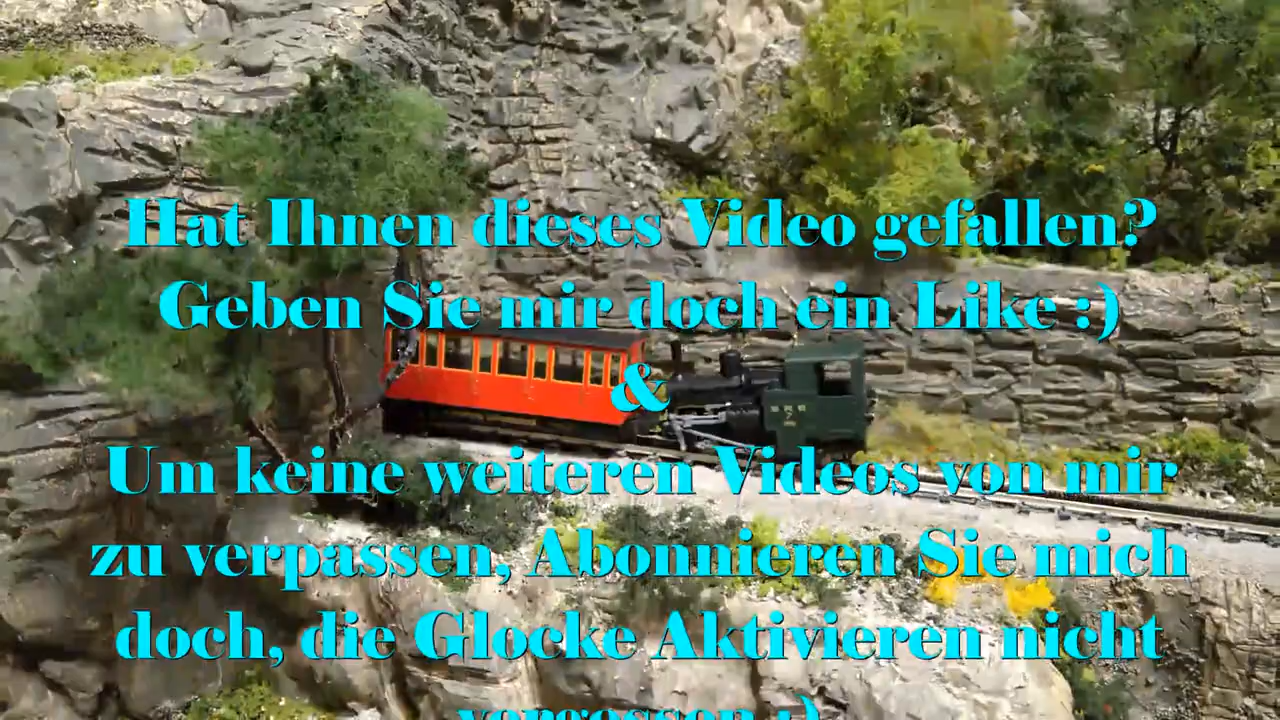 Hat Ihnen dieses Video gefallen?
Geben Sie mir doch ein Like :)
&
Um keine weiteren Videos von mir
zu verpassen, Abonnieren Sie mich
doch, die Glocke Aktivieren nicht
vergessen :)